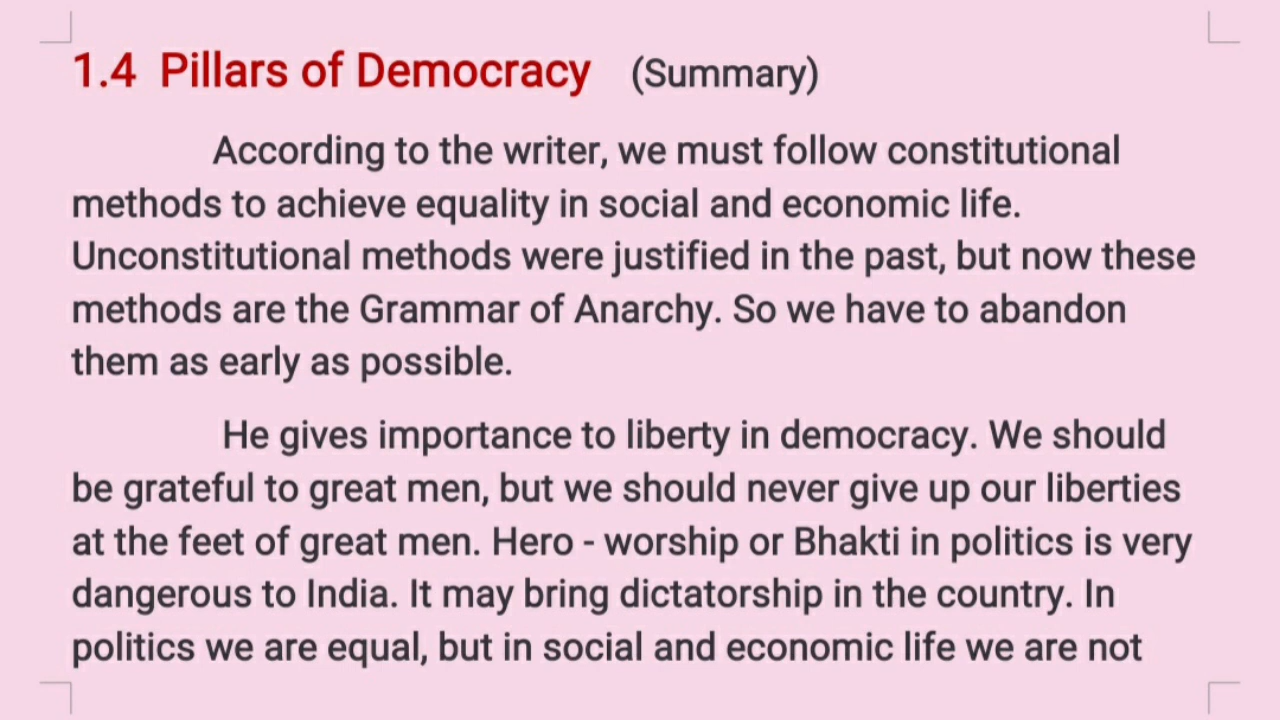 1.4 Pillars of Democracy (Summary)
According to the writer, we must follow constitutional
methods to achieve equality in social and economic life.
Unconstitutional methods were justified in the past, but now these
methods are the Grammar of Anarchy. So we have to abandon
them as early as possible.
He gives importance to liberty in democracy. We should
be grateful to great men, but we should never give up our liberties
at the feet of great men. Hero - worship or Bhakti in politics is very
dangerous to India. It may bring dictatorship in the country. In
politics we are equal, but in social and economic life we are not